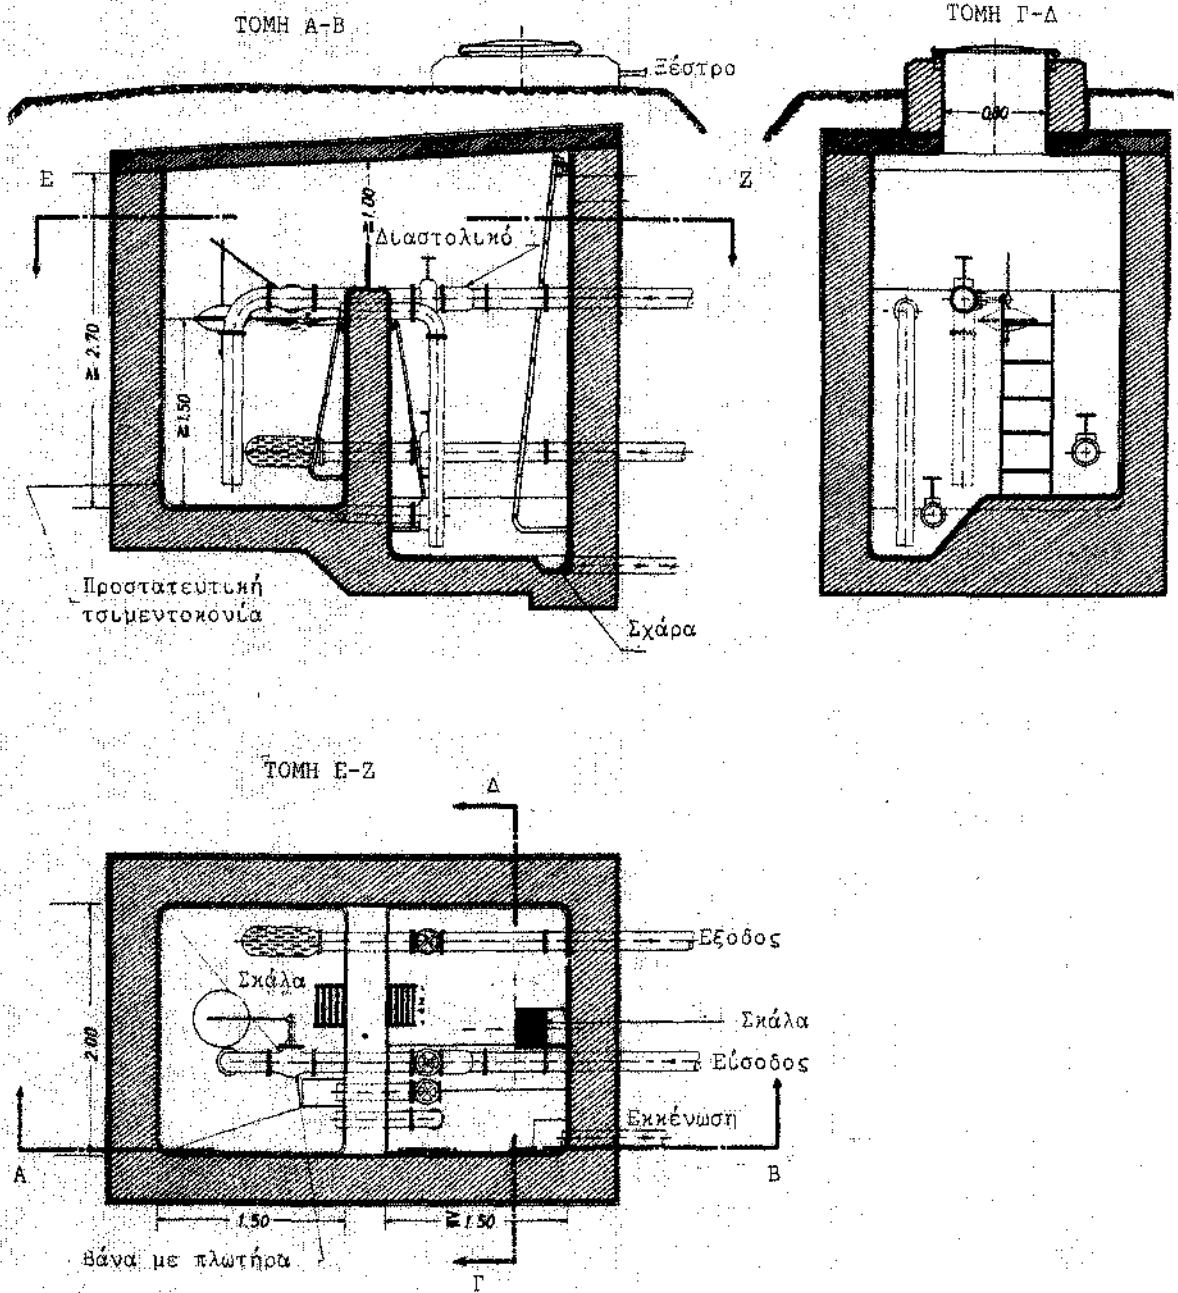 ΤΟΜΗ Α-Β
ΤΟΜΗ Γ-Δ
Ξέστρο
0,80
Ε
Ζ
≧1.00
Διαστολικό
≧ 2.70
≧1.50
Προστατευτική
τσιμεντοκονία
Σχάρα
ΤΟΜΗ Ε-Ζ
Δ
Εξοδος
Σκάλα
Σκάλα
2.00
Είσοδος
Εκκένωση
Α
Β
1.50
≧1.50
Βάνα με πλωτήρα
Γ